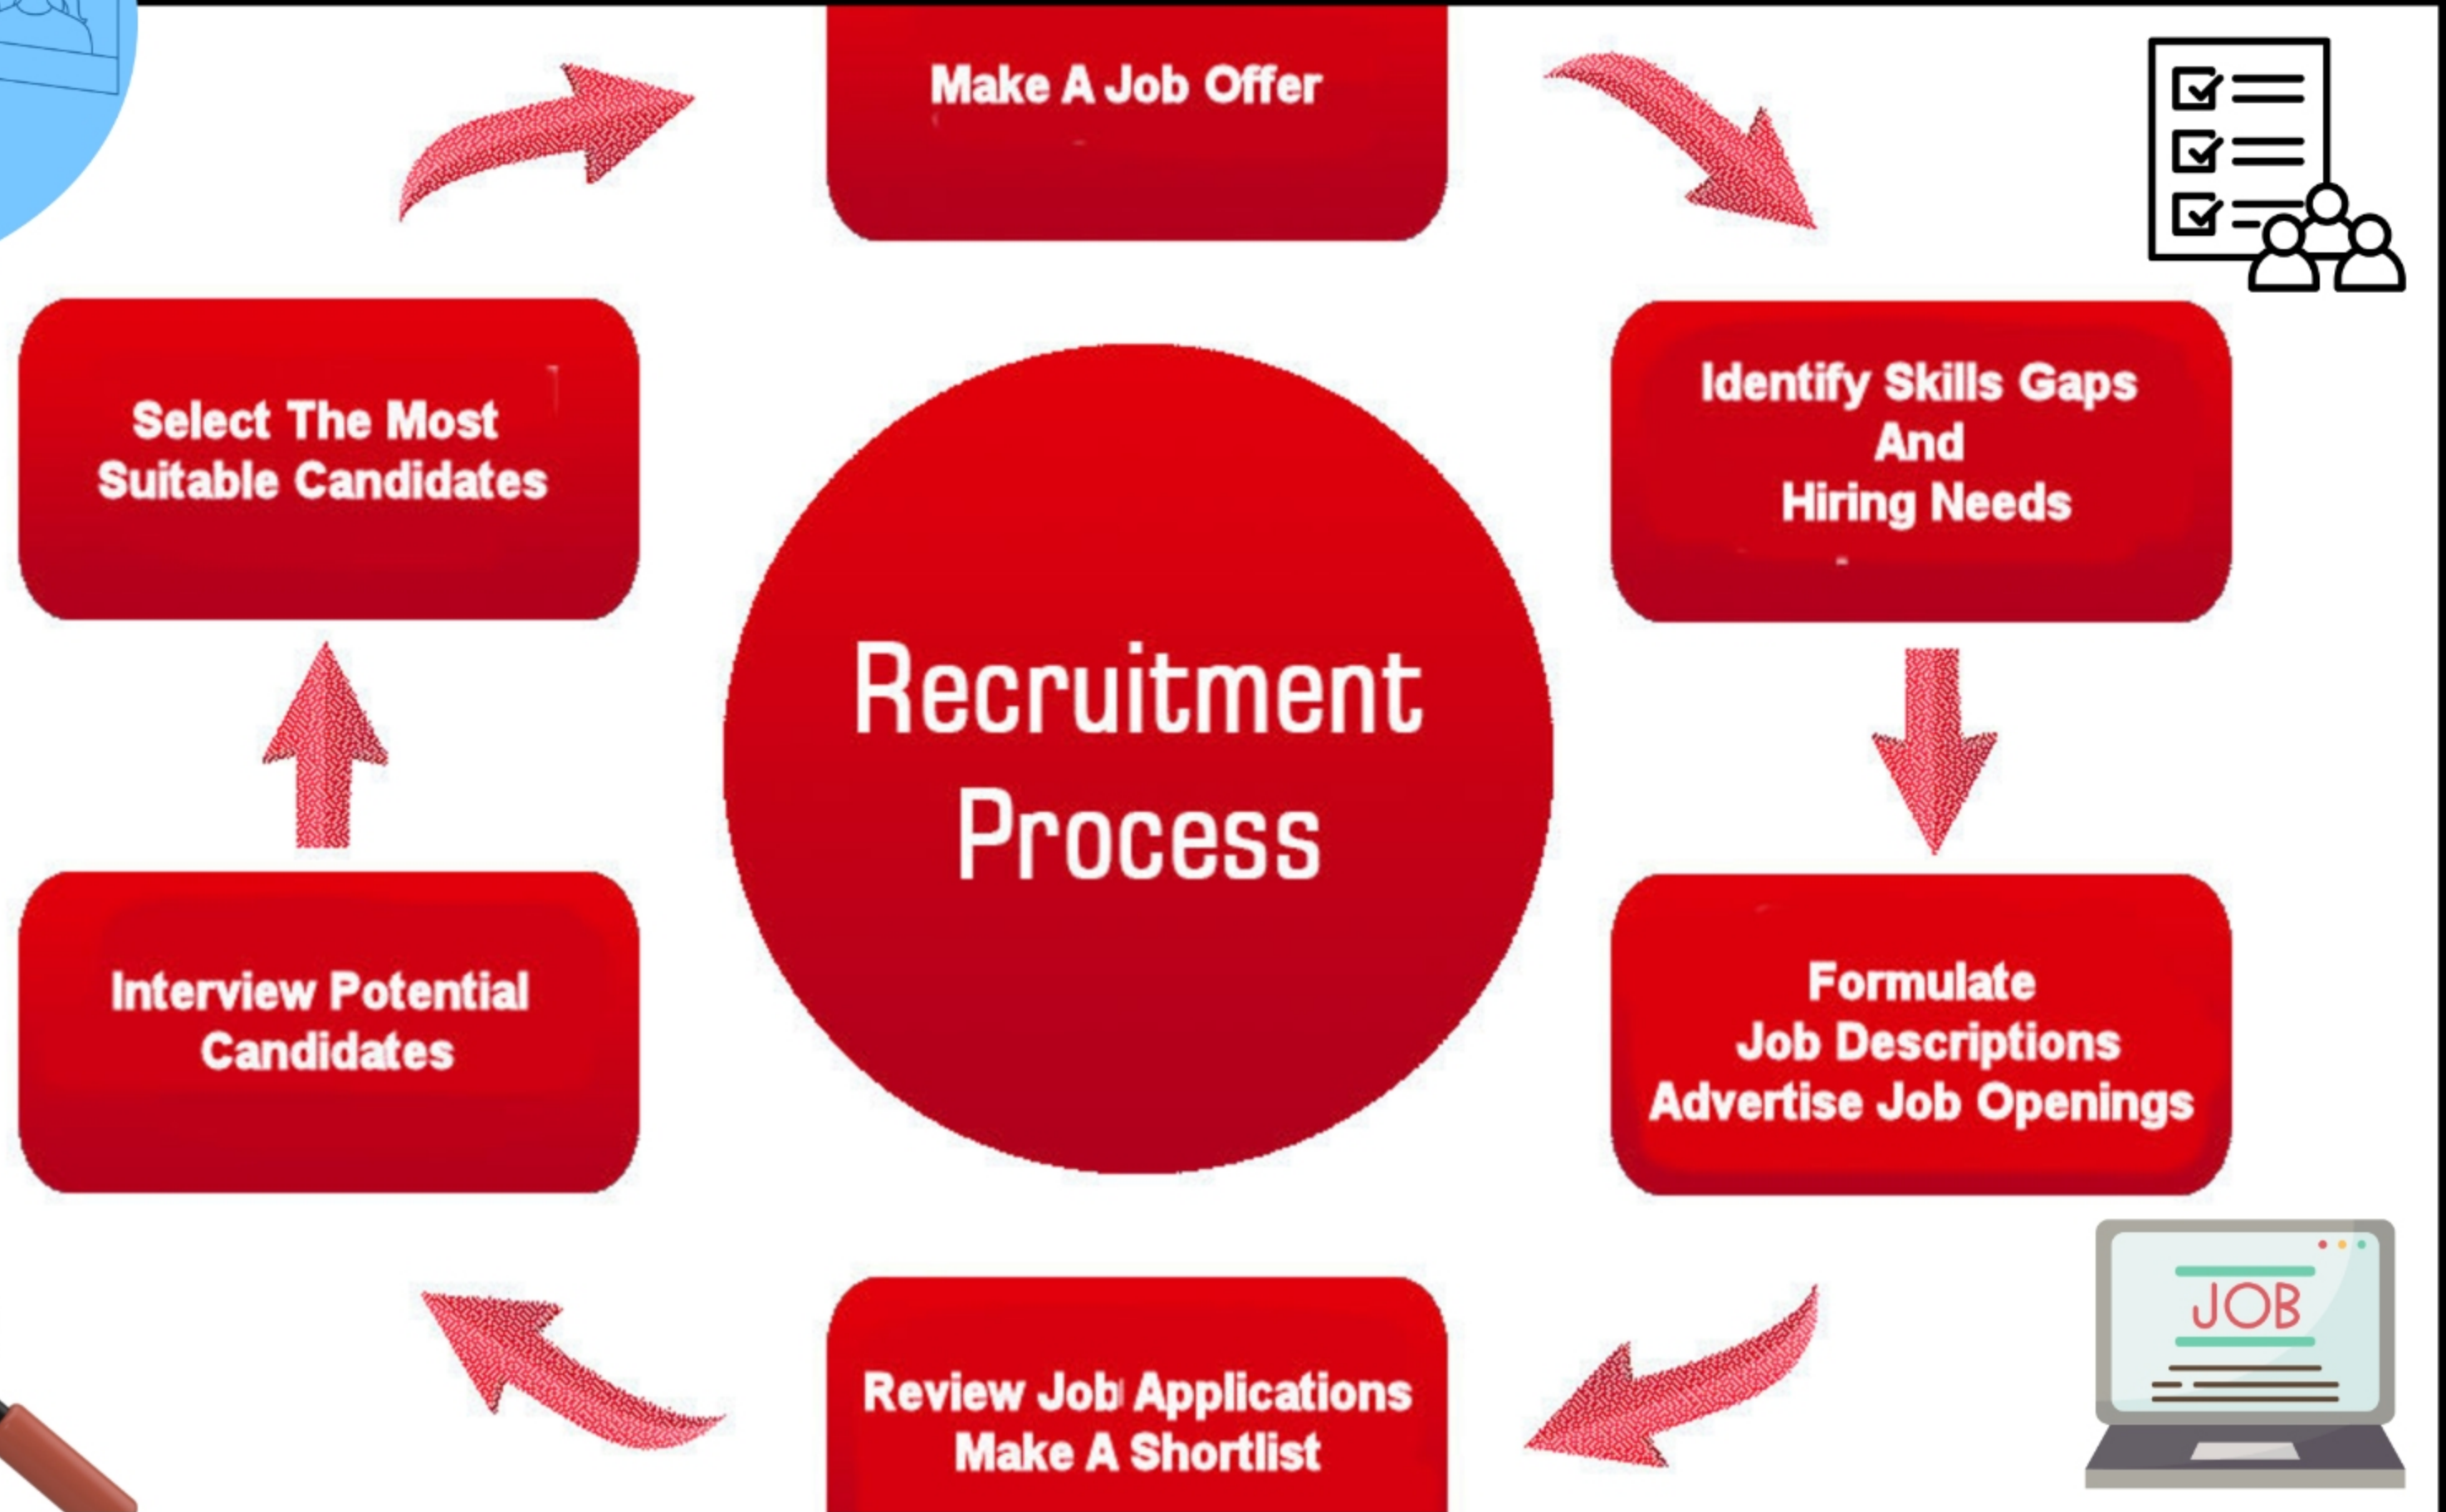 Make A Job Offer
Identify Skills Gaps
And
Hiring Needs
Formulate
Job Descriptions
Advertise Job Openings
Review Job Applications
Make A Shortlist
Interview Potential
Candidates
Select The Most
Suitable Candidates
Recruitment
Process
JOB